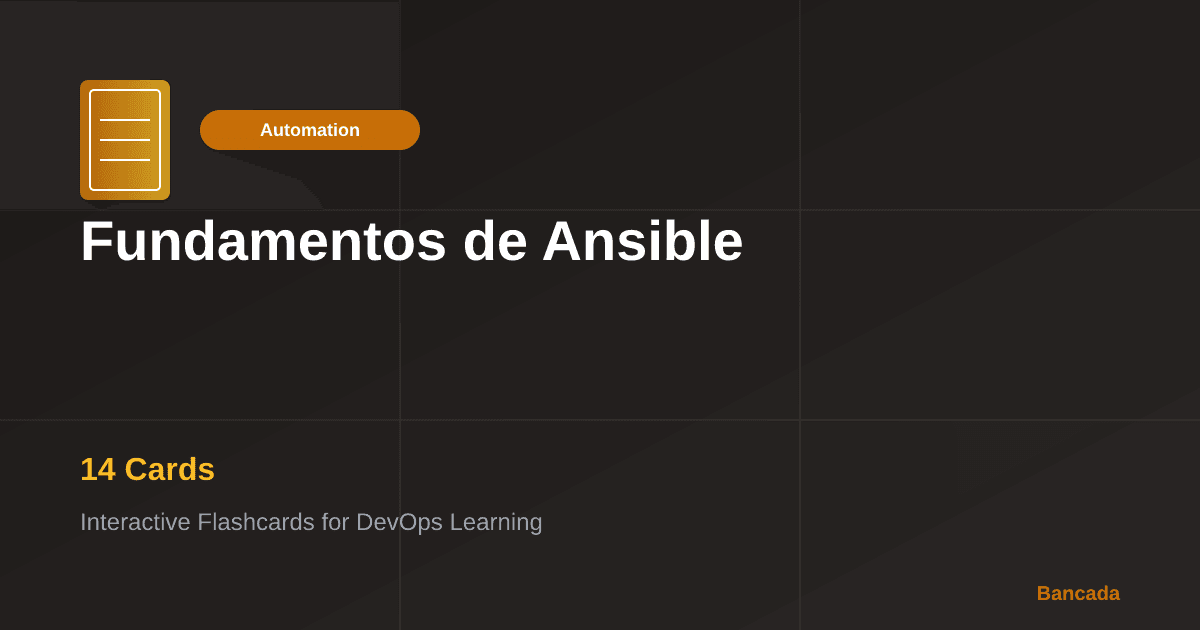 Automation
Fundamentos de Ansible
14 Cards
Interactive Flashcards for DevOps Learning
Bancada